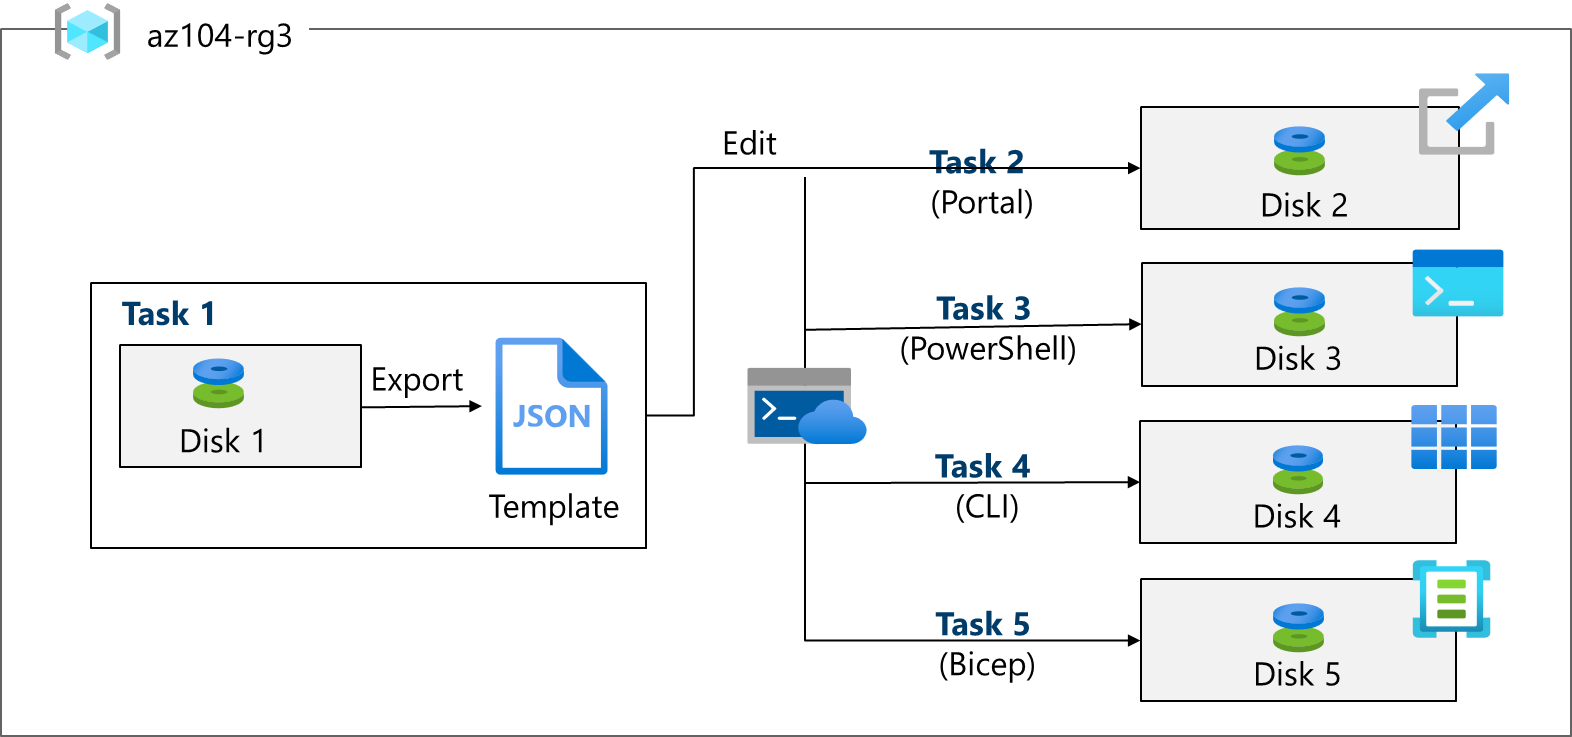 az104-rg3
Edit
Task 2
(Portal)
Disk 2
Task 1
Disk 1
Export
JSON
Template
Task 3
(PowerShell)
Disk 3
Task 4
(CLI)
Disk 4
Task 5
(Bicep)
Disk 5